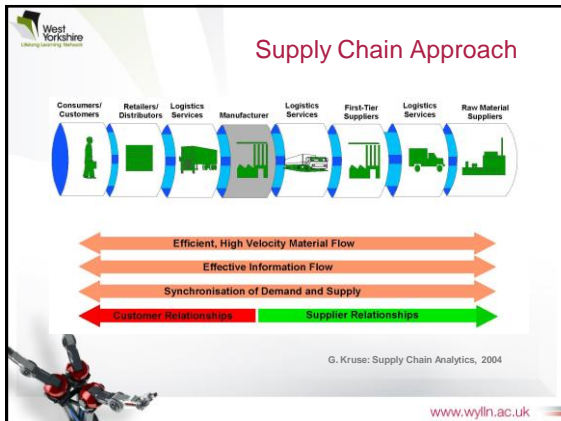 West
Yorkshire
Lifelong Learning Network
Supply Chain Approach
Consumers/
Customers
Retailers/
Distributors
Logistics
Services
Manufacturer
Logistics
Services
First-Tier
Suppliers
Logistics
Services
Raw Material
Suppliers
Efficient, High Velocity Material Flow
Effective Information Flow
Synchronisation of Demand and Supply
Customer Relationships
Supplier Relationships
G. Kruse: Supply Chain Analytics, 2004
www.wylln.ac.uk